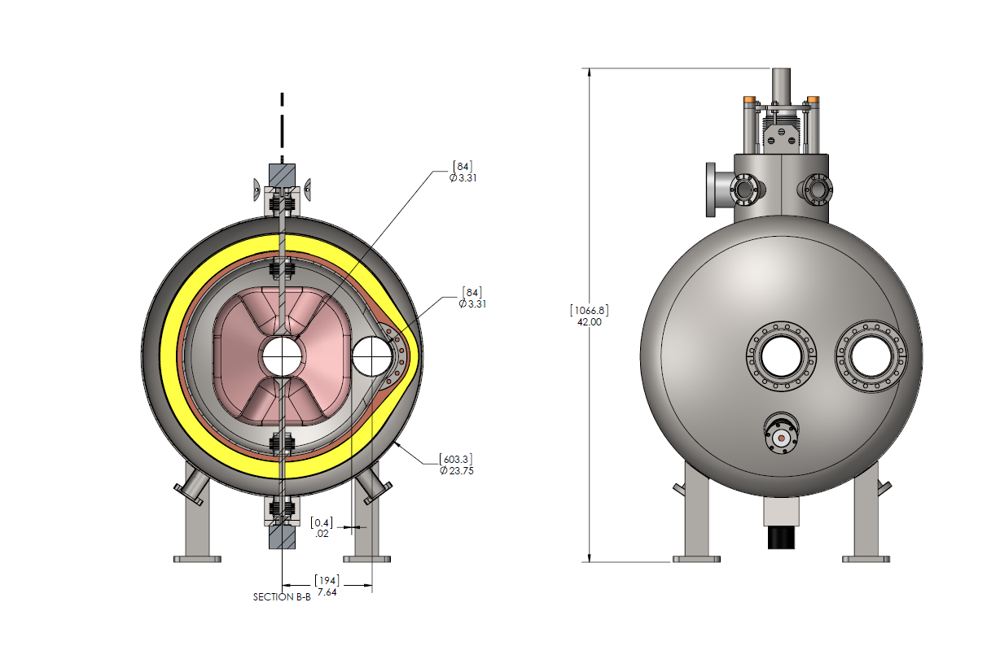 [84]
Ø3.31
[84]
Ø3.31
[1066.8]
42.00
[603.3]
Ø23.75
[0.4]
.02
[194]
7.64
SECTION B-B